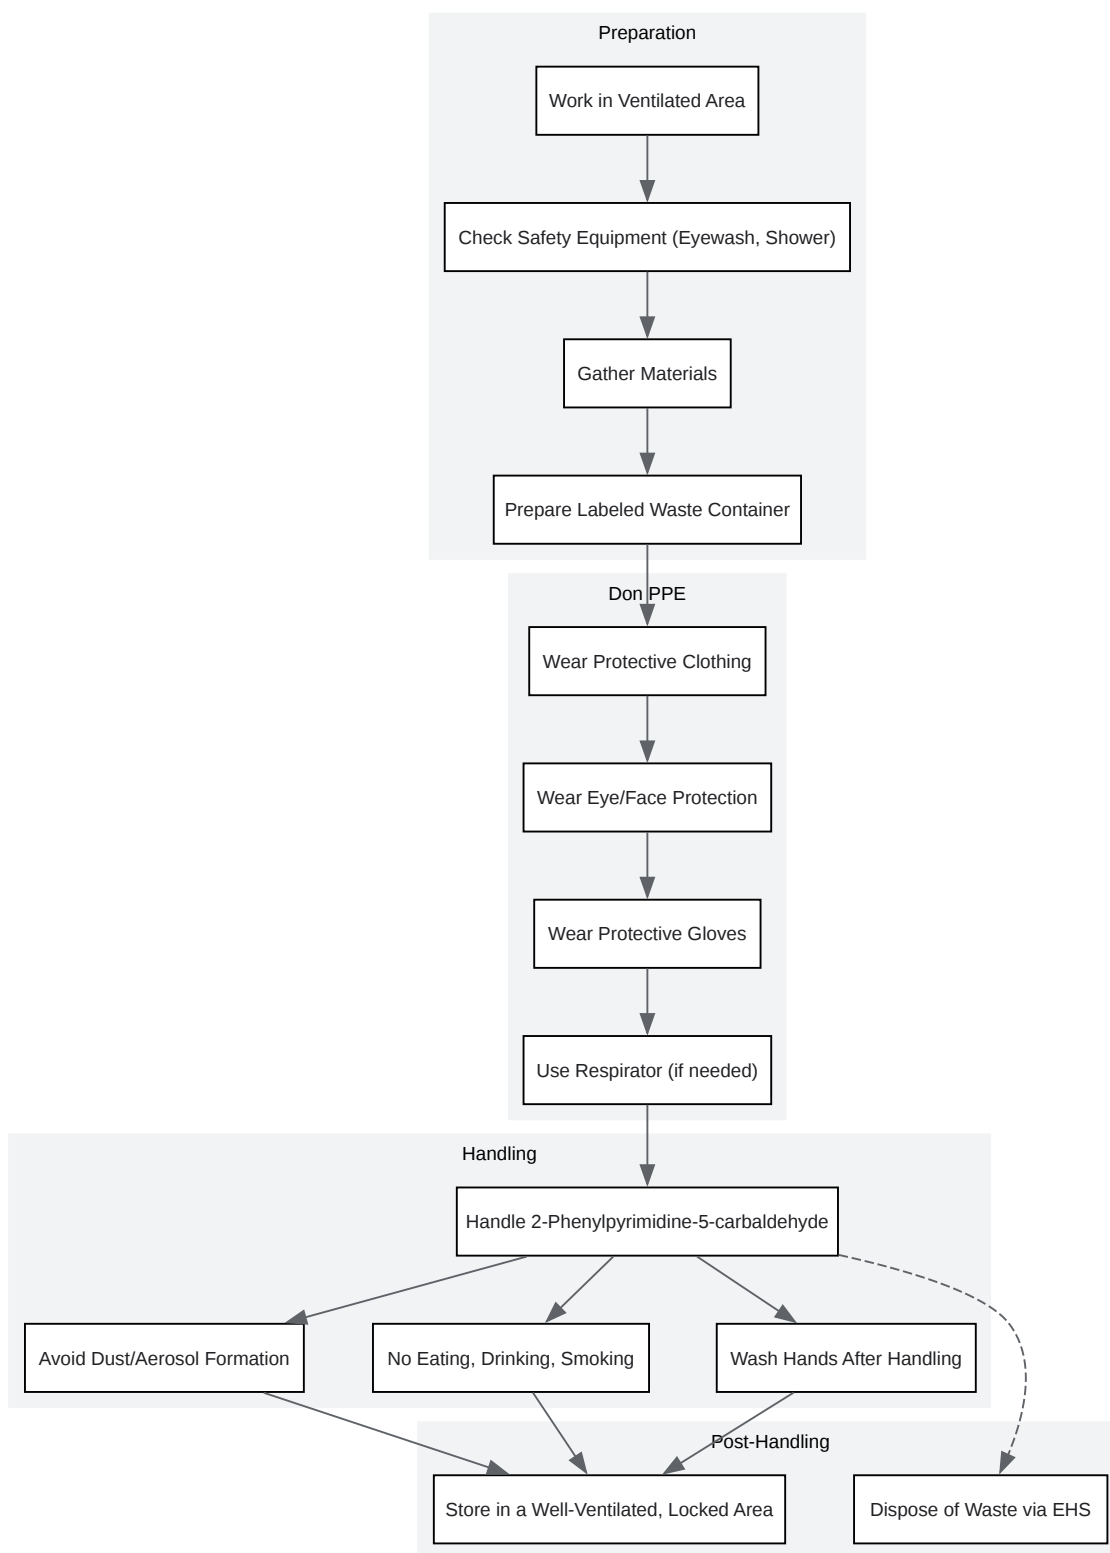 Preparation
Work in Ventilated Area
Check Safety Equipment (Eyewash, Shower)
Gather Materials
Prepare Labeled Waste Container
Don PPE
Wear Protective Clothing
Wear Eye/Face Protection
Wear Protective Gloves
Use Respirator (if needed)
Handling
Handle 2-Phenylpyrimidine-5-carbaldehyde
Avoid Dust/Aerosol Formation
No Eating, Drinking, Smoking
Wash Hands After Handling
Post-Handling
Store in a Well-Ventilated, Locked Area
Dispose of Waste via EHS